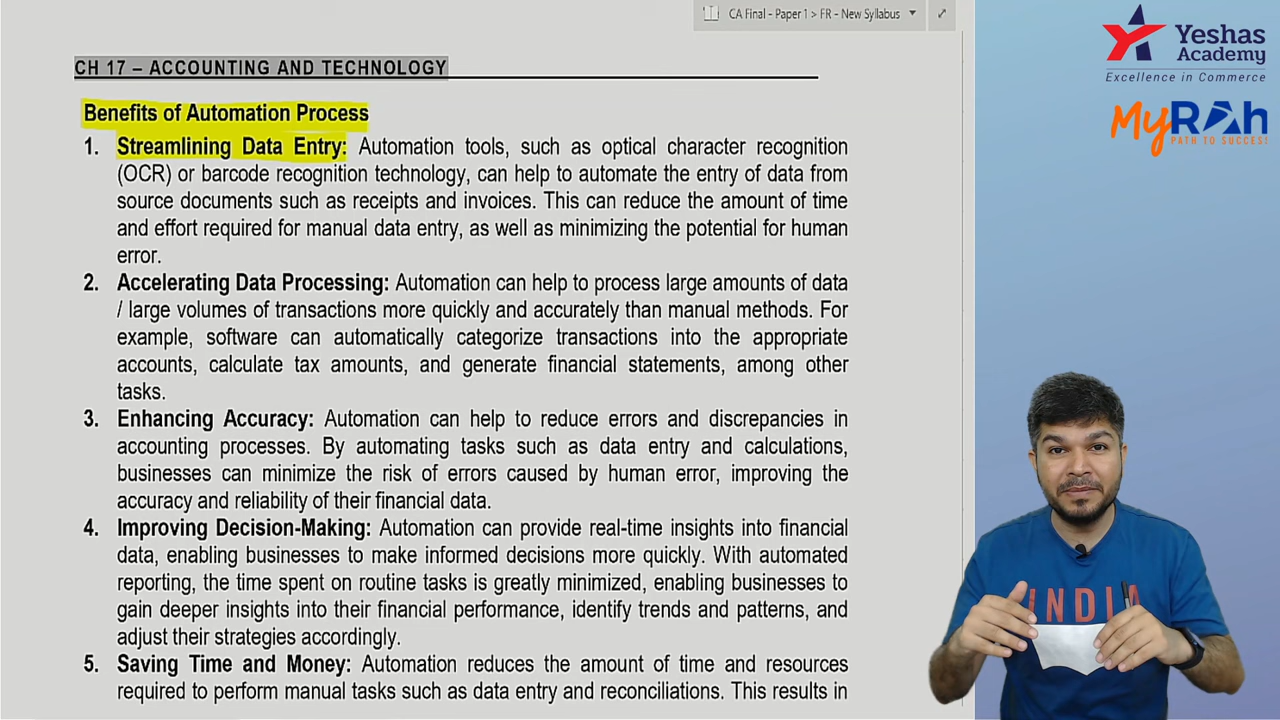 CA Final - Paper 1 > FR - New Syllabus
Yeshas
Academy
Excellence in Commerce
MyRAh
PATH TO SUCCESS
CH 17 – ACCOUNTING AND TECHNOLOGY
Benefits of Automation Process
1. Streamlining Data Entry: Automation tools, such as optical character recognition
(OCR) or barcode recognition technology, can help to automate the entry of data from
source documents such as receipts and invoices. This can reduce the amount of time
and effort required for manual data entry, as well as minimizing the potential for human
error.
2. Accelerating Data Processing: Automation can help to process large amounts of data
/ large volumes of transactions more quickly and accurately than manual methods. For
example, software can automatically categorize transactions into the appropriate
accounts, calculate tax amounts, and generate financial statements, among other
tasks.
3. Enhancing Accuracy: Automation can help to reduce errors and discrepancies in
accounting processes. By automating tasks such as data entry and calculations,
businesses can minimize the risk of errors caused by human error, improving the
accuracy and reliability of their financial data.
4. Improving Decision-Making: Automation can provide real-time insights into financial
data, enabling businesses to make informed decisions more quickly. With automated
reporting, the time spent on routine tasks is greatly minimized, enabling businesses to
gain deeper insights into their financial performance, identify trends and patterns, and
adjust their strategies accordingly.
5. Saving Time and Money: Automation reduces the amount of time and resources
required to perform manual tasks such as data entry and reconciliations. This results in
INDIA